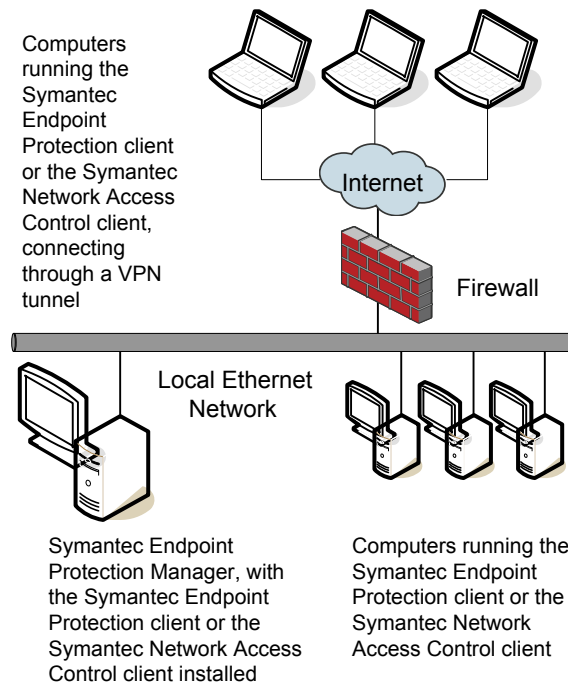 Computers
running the
Symantec
Endpoint
Protection client
or the Symantec
Network Access
Control client,
connecting
through a VPN
tunnel
Internet
Firewall
Local Ethernet
Network
Symantec Endpoint
Protection Manager, with
the Symantec Endpoint
Protection client or the
Symantec Network Access
Control client installed
Computers running the
Symantec Endpoint
Protection client or the
Symantec Network
Access Control client